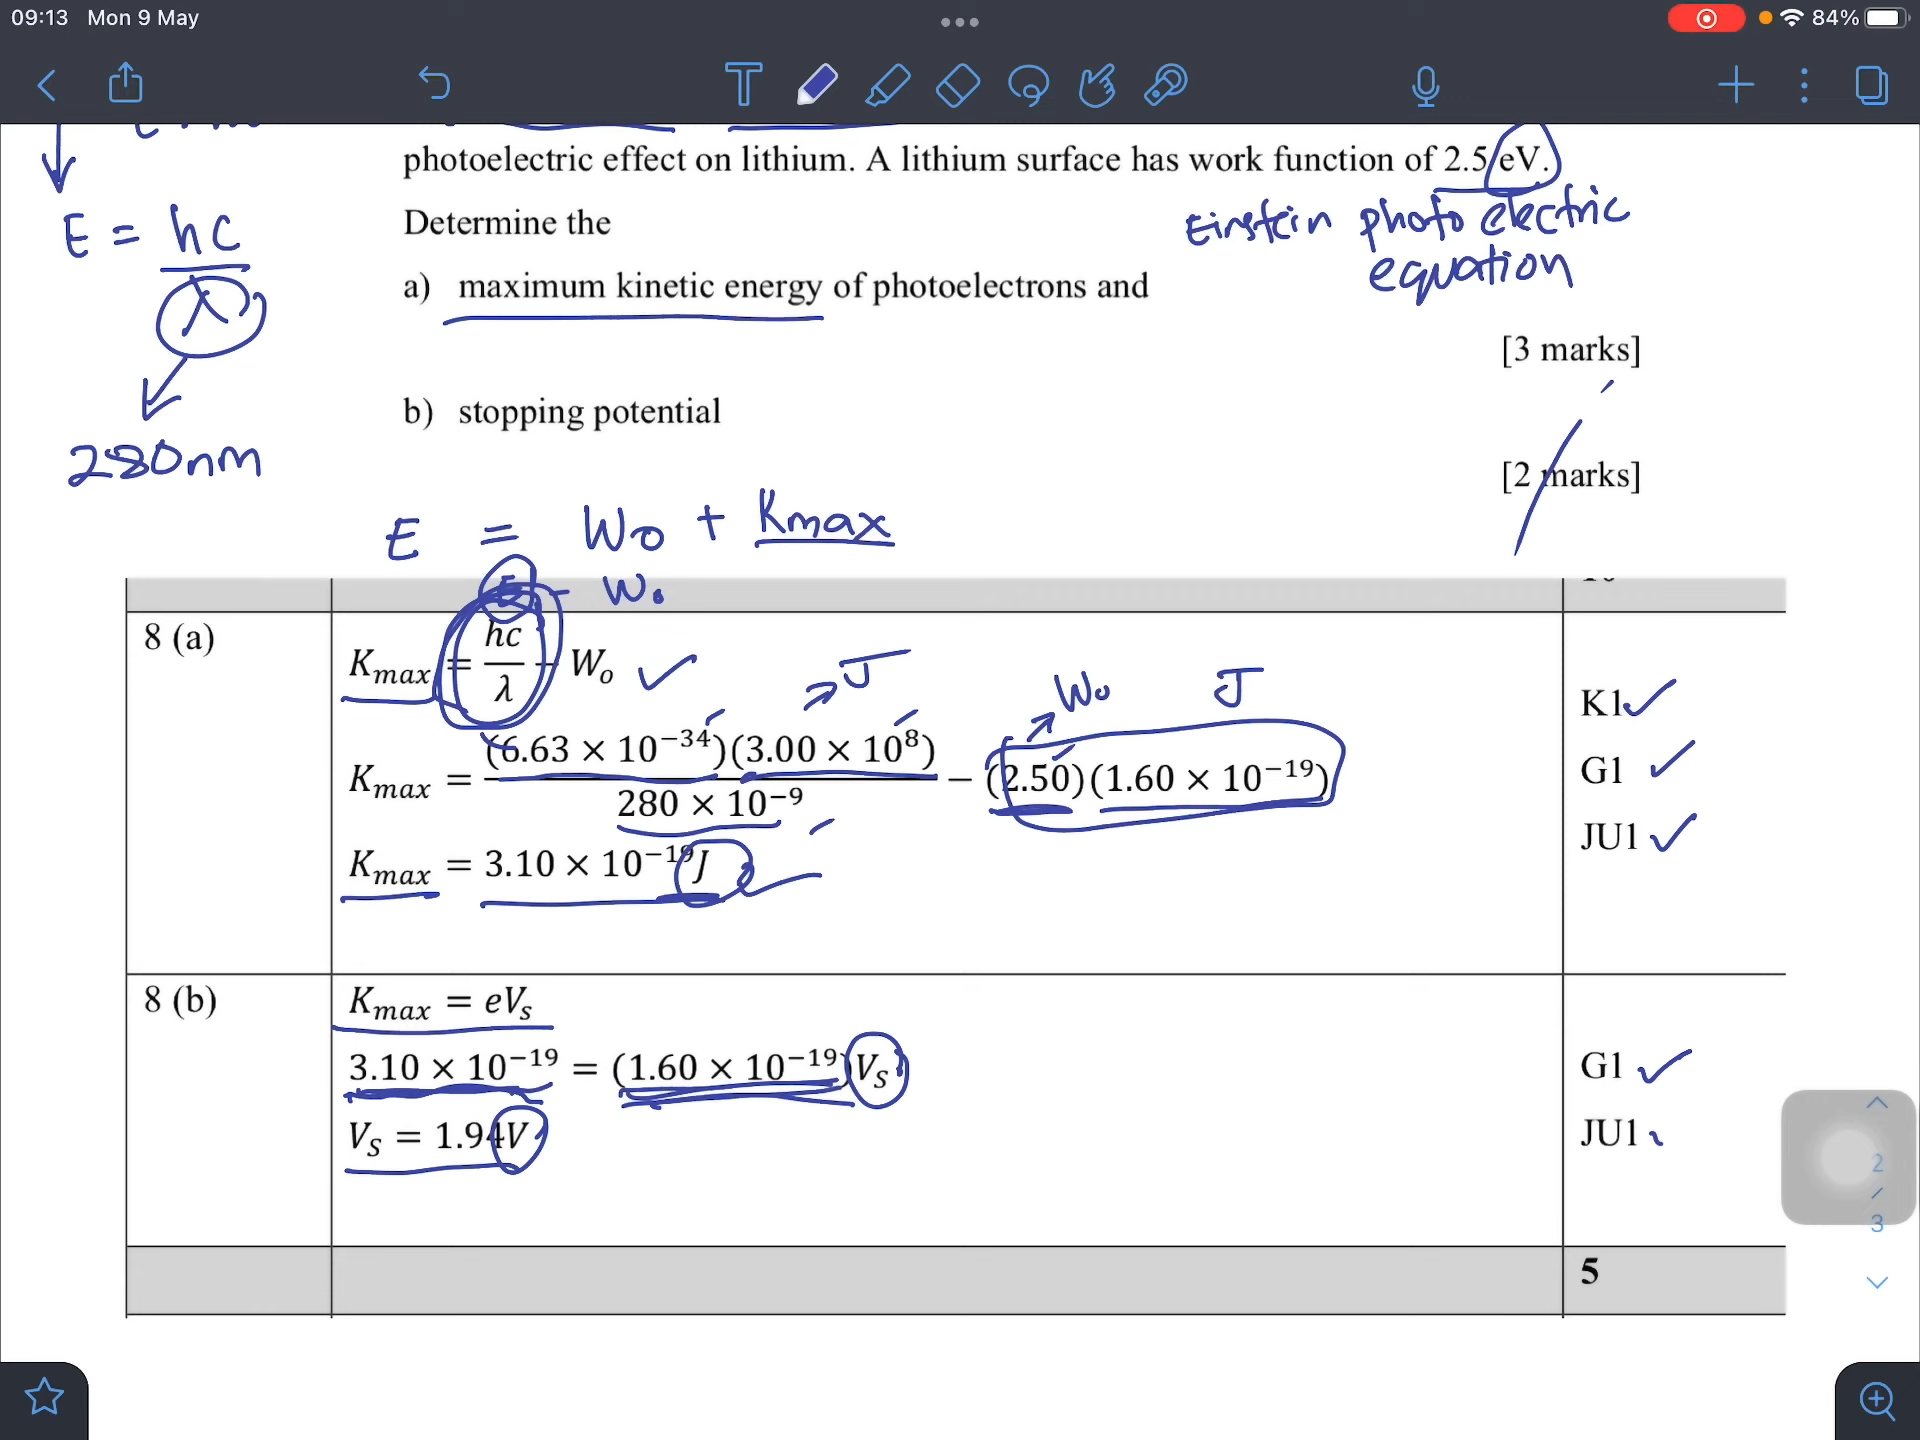 09:13 Mon 9 May
84%
photoelectric effect on lithium. A lithium surface has work function of 2.5 eV.
Einstein photo electric
equation
E = hc
λ
280nm
Determine the
a) maximum kinetic energy of photoelectrons and
[3 marks]
b) stopping potential
[2 marks]
E = Wo + Kmax
E - Wo
8 (a)
Kmax = hc/λ − Wo
J
Wo J
Kmax = (6.63 × 10⁻³⁴)(3.00 × 10⁸)/280 × 10⁻⁹ − (2.50)(1.60 × 10⁻¹⁹)
Kmax = 3.10 × 10⁻¹⁹J
K1
G1
JU1
8 (b)
Kmax = eVs
3.10 × 10⁻¹⁹ = (1.60 × 10⁻¹⁹)Vs
Vs = 1.94V
G1
JU1
5
2
/
3